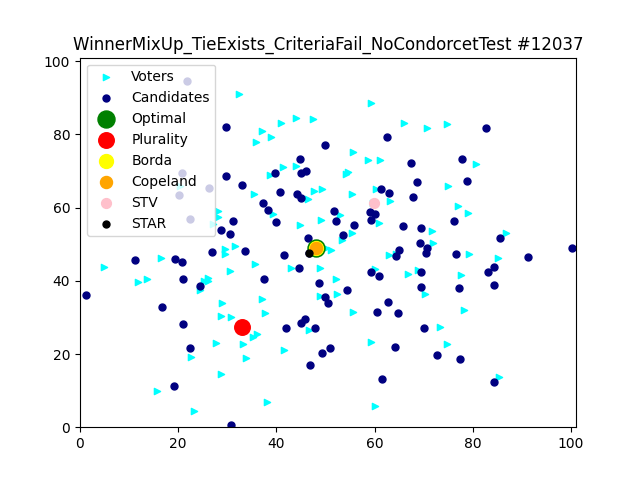 WinnerMixUp_TieExists_CriteriaFail_NoCondorcetTest #12037
100
80
60
40
20
0
Voters
Candidates
Optimal
Plurality
Borda
Copeland
STV
STAR
0 20 40 60 80 100